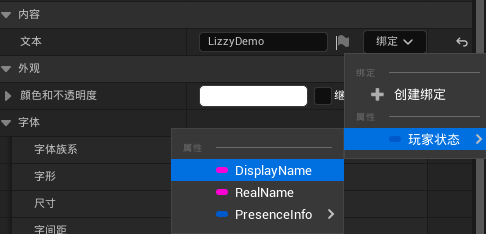 内容
文本 LizzyDemo 绑定
外观
绑定
颜色和不透明度 继
创建绑定
属性
字体
玩家状态
字体族系 属性
DisplayName
字形 RealName
尺寸 PresenceInfo
字间距